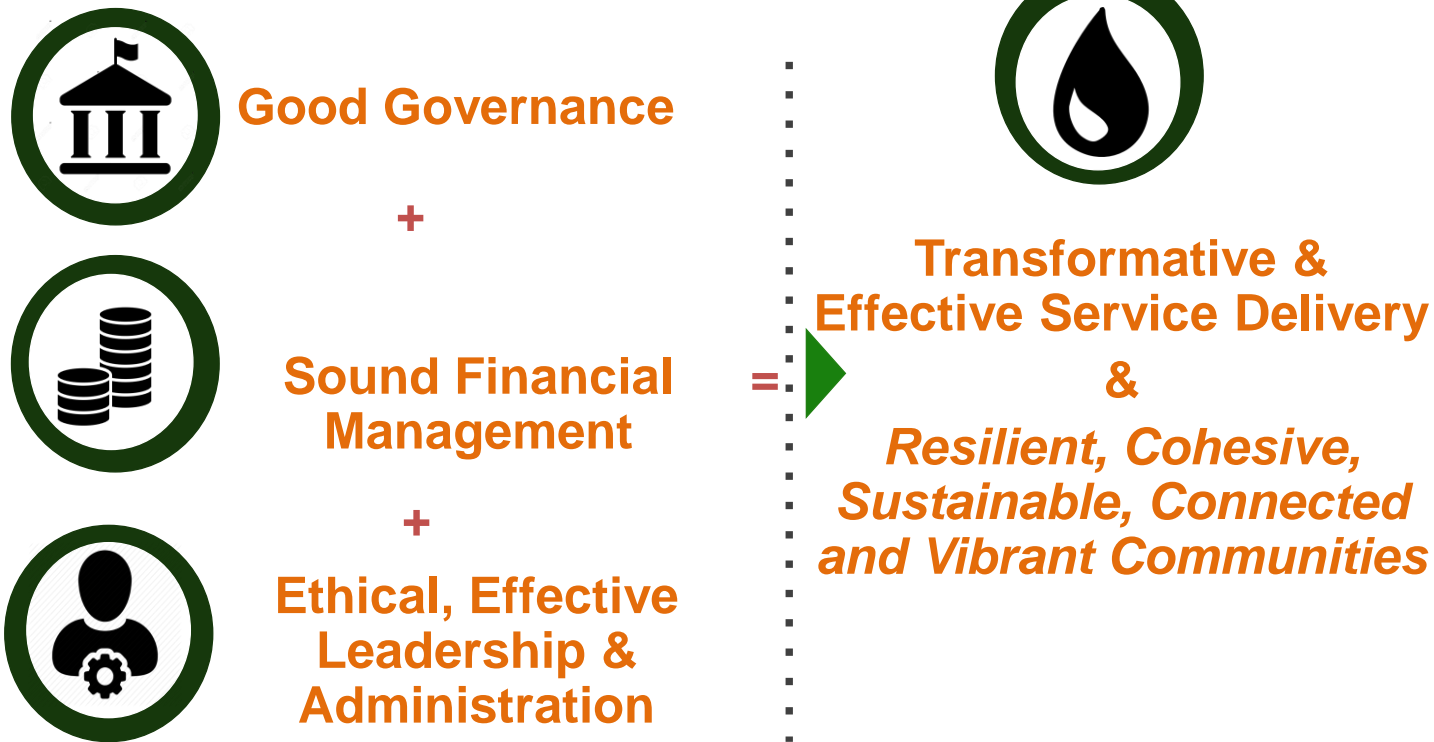 Good Governance
+
Sound Financial
Management
+
Ethical, Effective
Leadership &
Administration
=
Transformative &
Effective Service Delivery
&
Resilient, Cohesive,
Sustainable, Connected
and Vibrant Communities